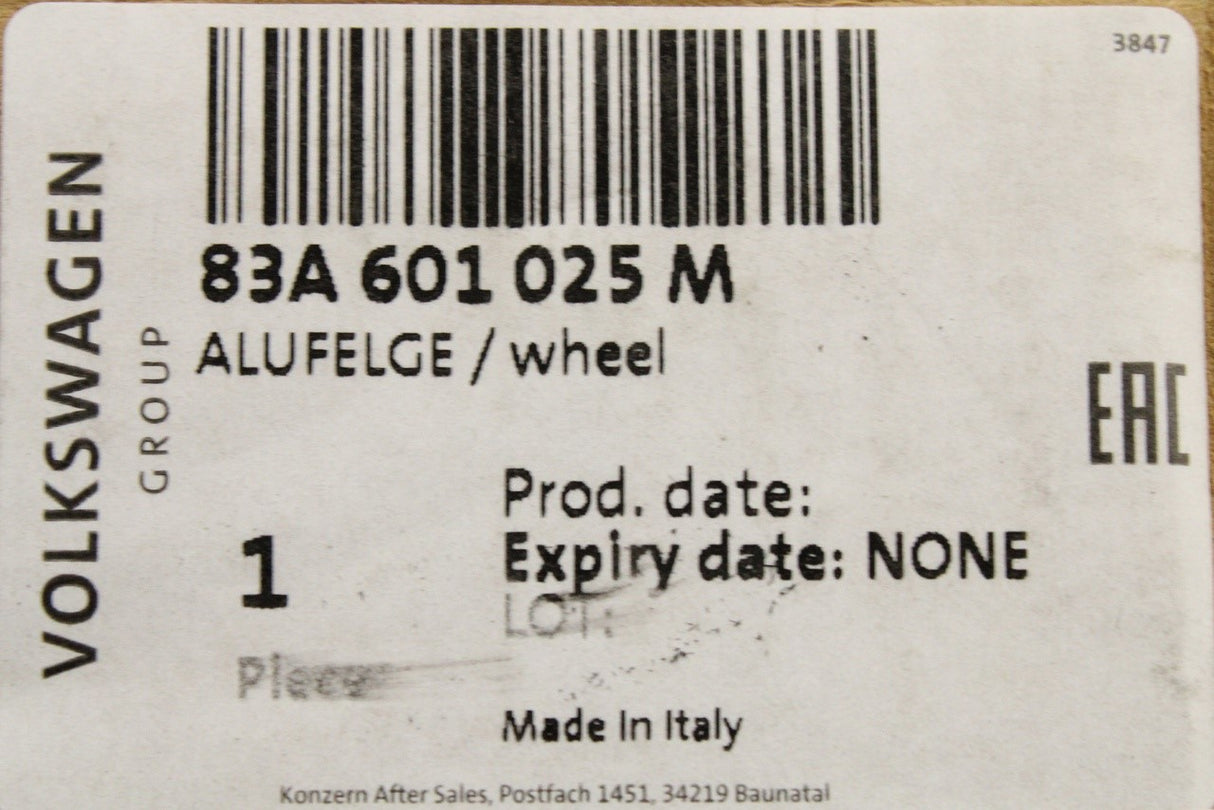 3847
VOLKSWAGEN
GROUP
83A 601 025 M
ALUFELGE / wheel
EAC
Prod. date:
Expiry date: NONE
1
LOT:
Piece
Made In Italy
Konzern After Sales, Postfach 1451, 34219 Baunatal